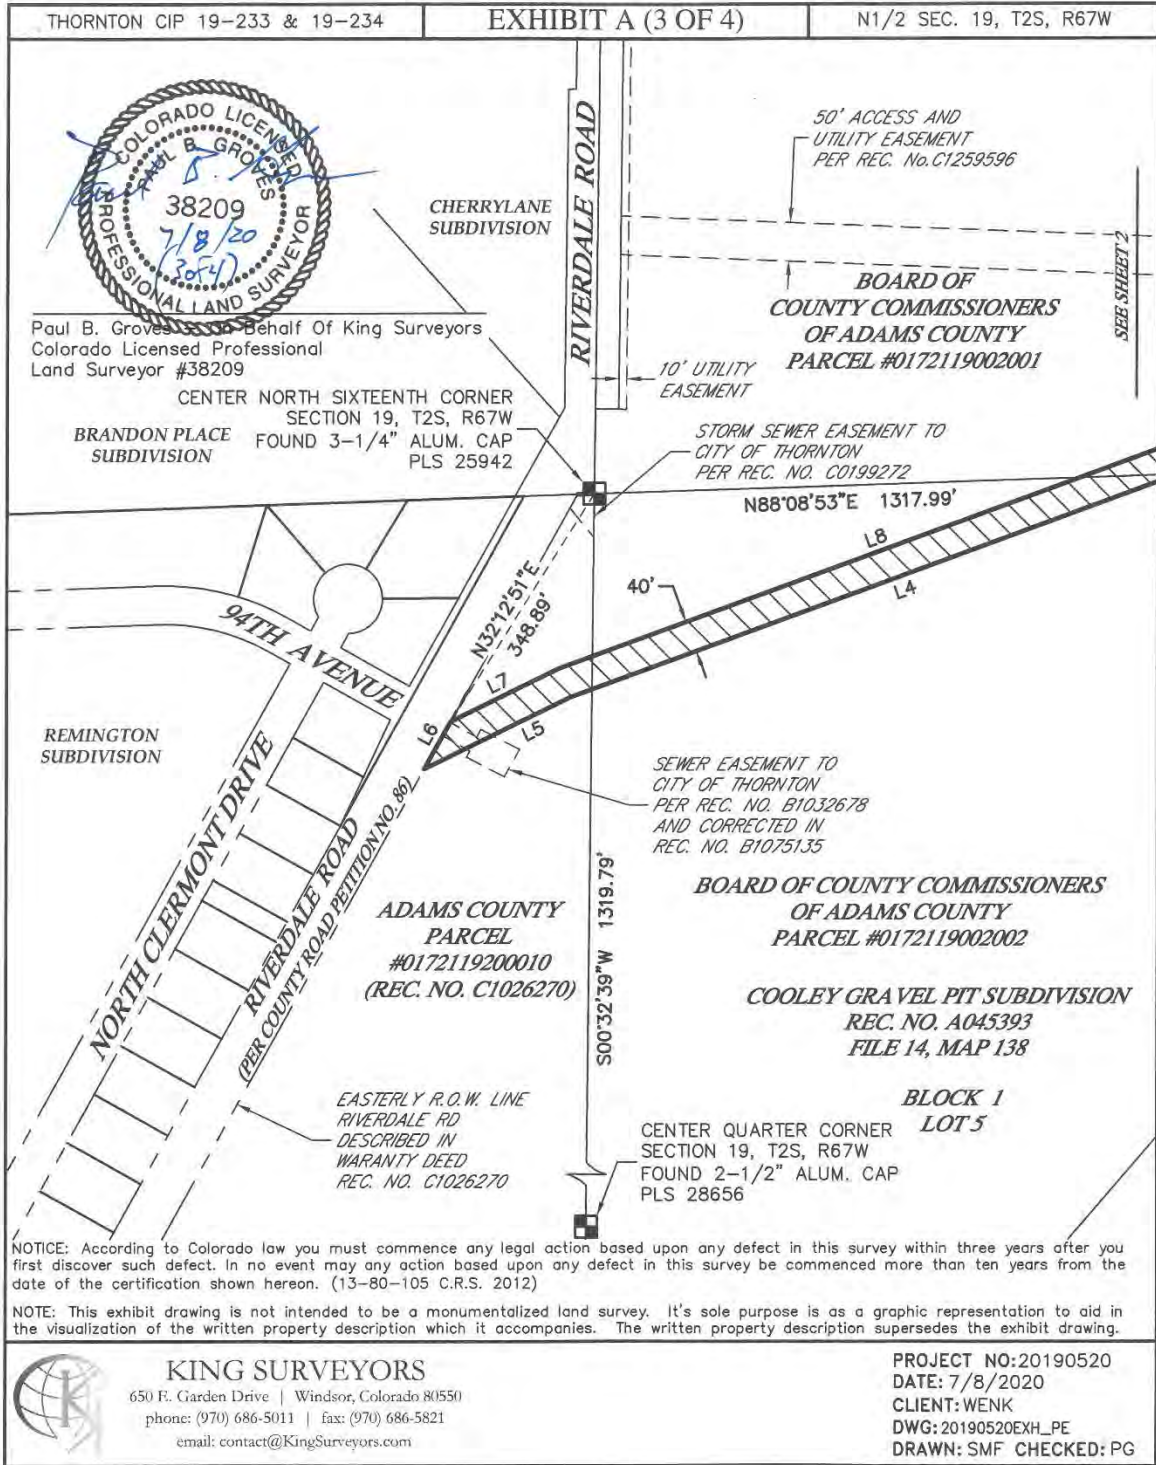 THORNTON CIP 19-233 & 19-234
EXHIBIT A (3 OF 4)
N1/2 SEC. 19, T2S, R67W
COLORADO LICENSED
PAUL B. GROVES
38209
7/8/20
(3of4)
PROFESSIONAL LAND SURVEYOR
Paul B. Groves
Behalf Of King Surveyors
Colorado Licensed Professional
Land Surveyor #38209
CHERRYLANE
SUBDIVISION
RIVERDALE ROAD
50' ACCESS AND
UTILITY EASEMENT
PER REC. No.C1259596
SEE SHEET 2
BOARD OF
COUNTY COMMISSIONERS
OF ADAMS COUNTY
PARCEL #0172119002001
10' UTILITY
EASEMENT
CENTER NORTH SIXTEENTH CORNER
SECTION 19, T2S, R67W
FOUND 3-1/4" ALUM. CAP
PLS 25942
BRANDON PLACE
SUBDIVISION
STORM SEWER EASEMENT TO
CITY OF THORNTON
PER REC. NO. C0199272
N88°08'53"E 1317.99'
L8
L4
40'
N32°12'51"E
348.89'
L7
L6
L5
94TH AVENUE
REMINGTON
SUBDIVISION
NORTH CLERMONT DRIVE
RIVERDALE ROAD
(PER COUNTY ROAD PETITION NO. 86)
SEWER EASEMENT TO
CITY OF THORNTON
PER REC. NO. B1032678
AND CORRECTED IN
REC. NO. B1075135
S00°32'39"W 1319.79'
ADAMS COUNTY
PARCEL
#0172119200010
(REC. NO. C1026270)
BOARD OF COUNTY COMMISSIONERS
OF ADAMS COUNTY
PARCEL #0172119002002
COOLEY GRAVEL PIT SUBDIVISION
REC. NO. A045393
FILE 14, MAP 138
BLOCK 1
LOT 5
EASTERLY R.O.W. LINE
RIVERDALE RD
DESCRIBED IN
WARANTY DEED
REC. NO. C1026270
CENTER QUARTER CORNER
SECTION 19, T2S, R67W
FOUND 2-1/2" ALUM. CAP
PLS 28656
NOTICE: According to Colorado law you must commence any legal action based upon any defect in this survey within three years after you
first discover such defect. In no event may any action based upon any defect in this survey be commenced more than ten years from the
date of the certification shown hereon. (13-80-105 C.R.S. 2012)
NOTE: This exhibit drawing is not intended to be a monumentalized land survey. It's sole purpose is as a graphic representation to aid in
the visualization of the written property description which it accompanies. The written property description supersedes the exhibit drawing.
KING SURVEYORS
650 E. Garden Drive | Windsor, Colorado 80550
phone: (970) 686-5011 | fax: (970) 686-5821
email: contact@KingSurveyors.com
PROJECT NO:20190520
DATE: 7/8/2020
CLIENT: WENK
DWG: 20190520EXH_PE
DRAWN: SMF CHECKED: PG